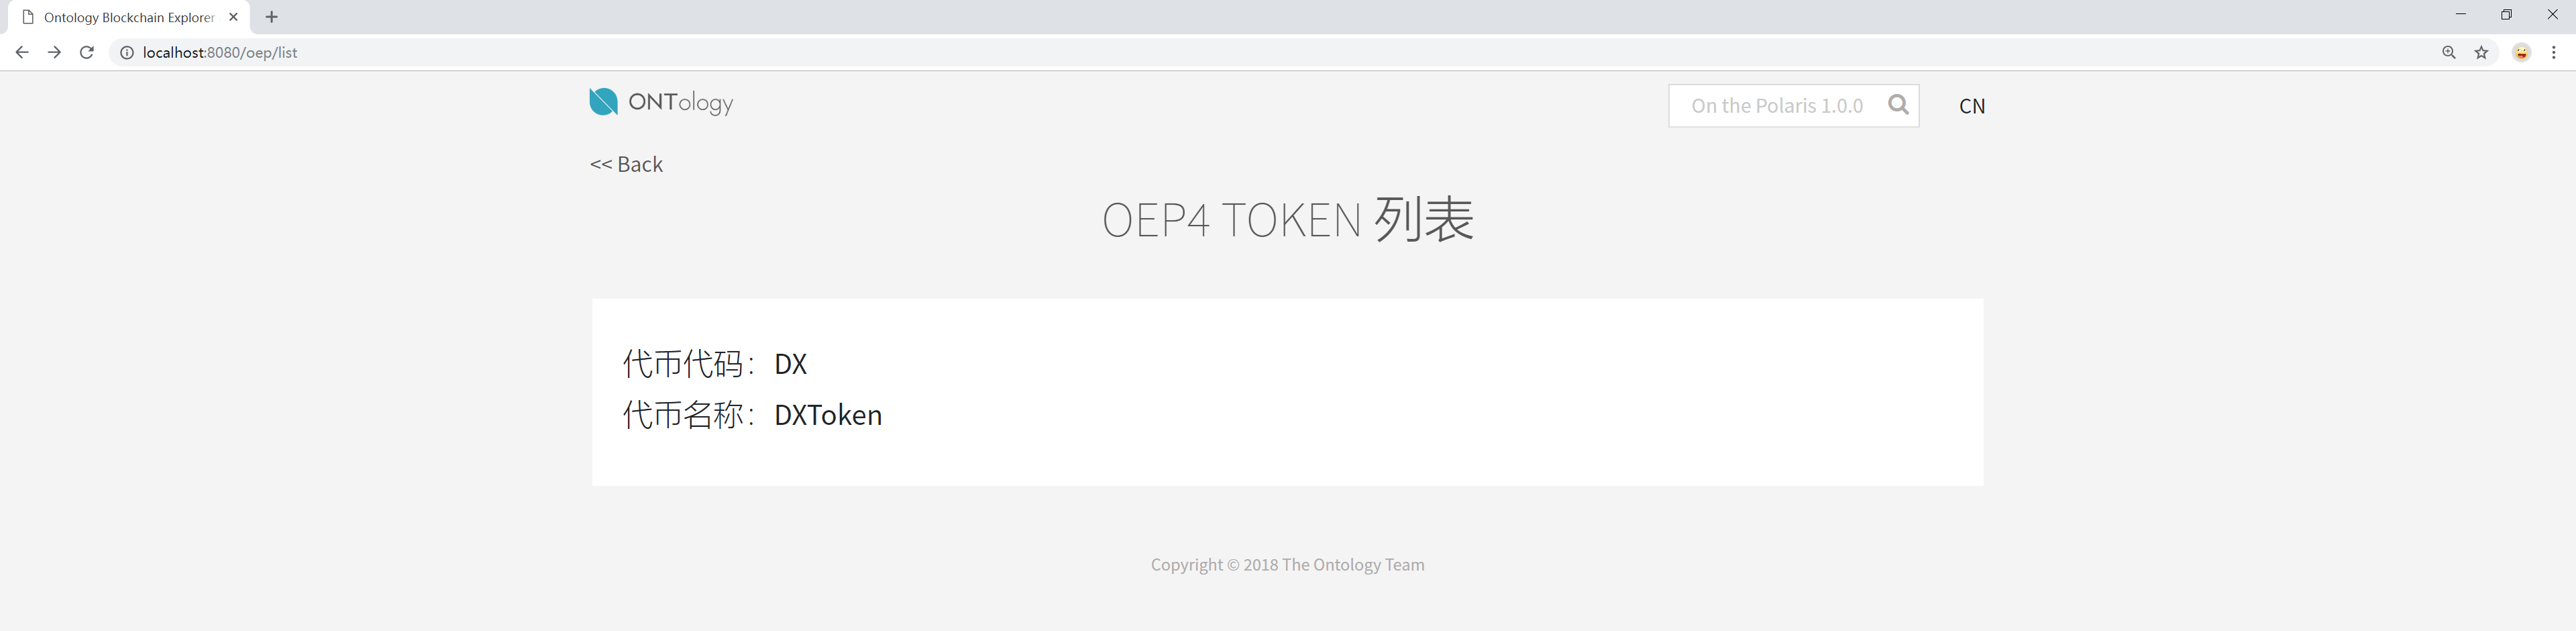 Ontology Blockchain Explorer
localhost:8080/oep/list
ONTology
On the Polaris 1.0.0
CN
<< Back
OEP4 TOKEN 列表
代币代码： DX
代币名称： DXToken
Copyright © 2018 The Ontology Team